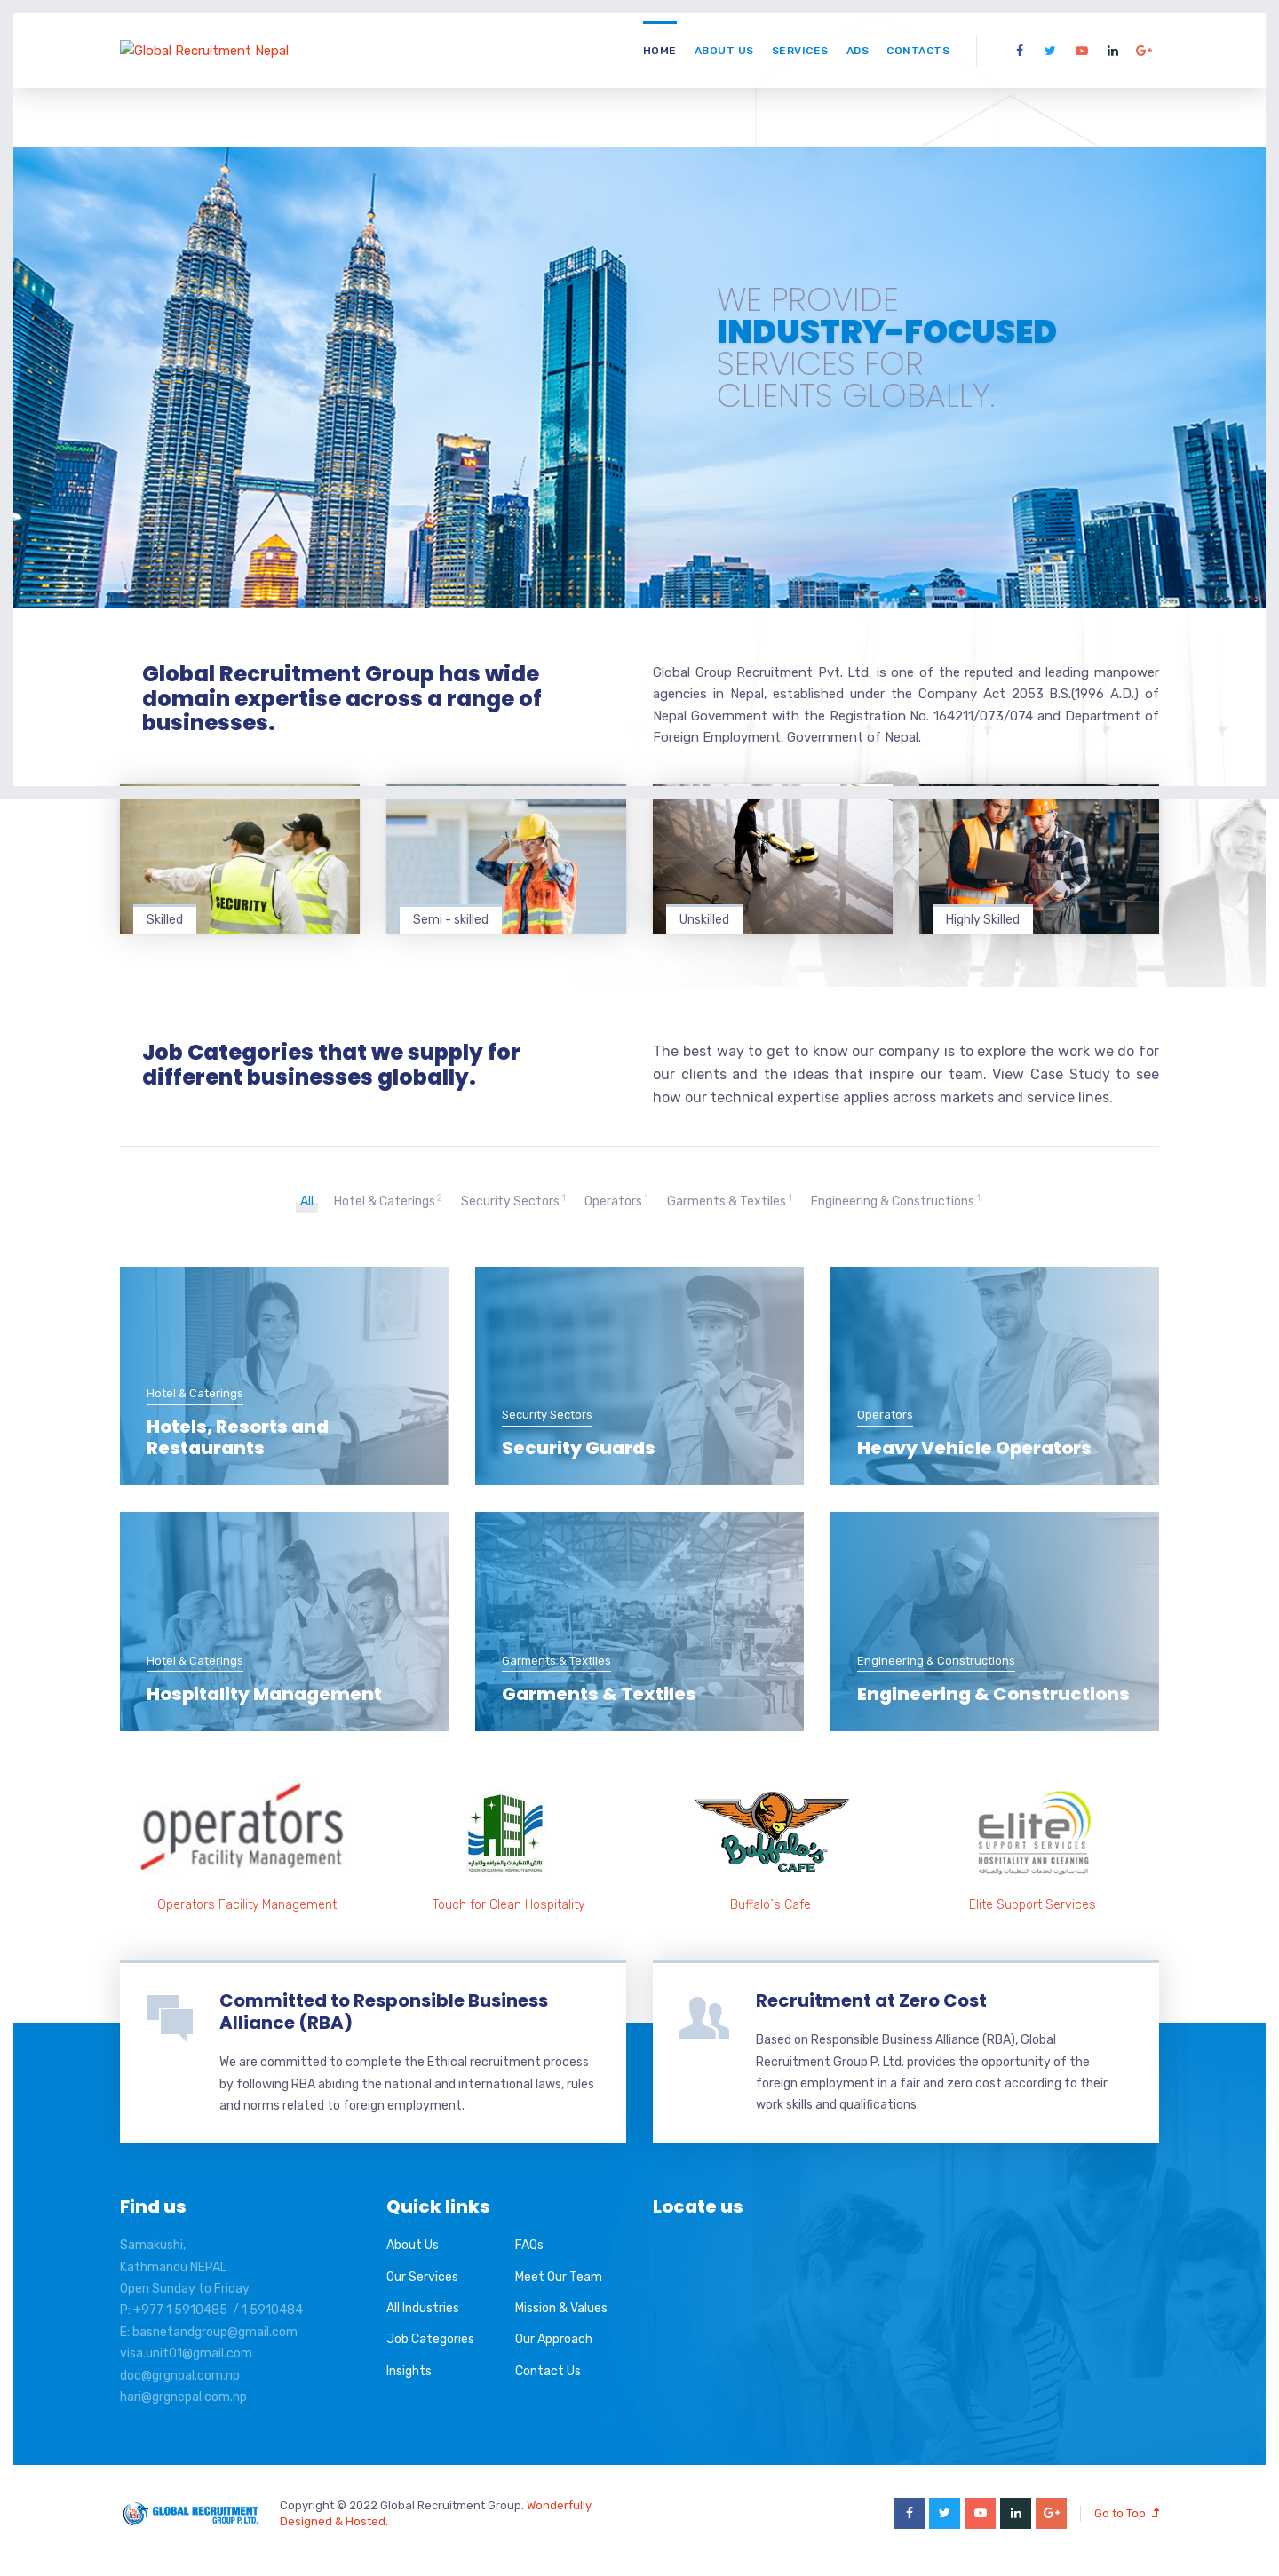 Global Recruitment Nepal
HOME
ABOUT US
SERVICES
ADS
CONTACTS
WE PROVIDE
INDUSTRY-FOCUSED
SERVICES FOR
CLIENTS GLOBALLY.
Global Recruitment Group has wide
domain expertise across a range of
businesses.
Global Group Recruitment Pvt. Ltd. is one of the reputed and leading manpower
agencies in Nepal, established under the Company Act 2053 B.S.(1996 A.D.) of
Nepal Government with the Registration No. 164211/073/074 and Department of
Foreign Employment. Government of Nepal.
SECURITY
Skilled
Semi - skilled
Unskilled
Highly Skilled
Job Categories that we supply for
different businesses globally.
The best way to get to know our company is to explore the work we do for
our clients and the ideas that inspire our team. View Case Study to see
how our technical expertise applies across markets and service lines.
All
Hotel & Caterings 2
Security Sectors 1
Operators 1
Garments & Textiles 1
Engineering & Constructions 1
Hotel & Caterings
Hotels, Resorts and
Restaurants
Security Sectors
Security Guards
Operators
Heavy Vehicle Operators
Hotel & Caterings
Hospitality Management
Garments & Textiles
Garments & Textiles
Engineering & Constructions
Engineering & Constructions
operators
Facility Management
Buffalo's
CAFE
Elite
SUPPORT SERVICES
HOSPITALITY AND CLEANING
Operators Facility Management
Touch for Clean Hospitality
Buffalo`s Cafe
Elite Support Services
Committed to Responsible Business
Alliance (RBA)
We are committed to complete the Ethical recruitment process
by following RBA abiding the national and international laws, rules
and norms related to foreign employment.
Recruitment at Zero Cost
Based on Responsible Business Alliance (RBA), Global
Recruitment Group P. Ltd. provides the opportunity of the
foreign employment in a fair and zero cost according to their
work skills and qualifications.
Find us
Samakushi,
Kathmandu NEPAL
Open Sunday to Friday
P: +977 1 5910485 / 1 5910484
E: basnetandgroup@gmail.com
visa.unit01@gmail.com
doc@grgnpal.com.np
hari@grgnepal.com.np
Quick links
About Us
Our Services
All Industries
Job Categories
Insights
FAQs
Meet Our Team
Mission & Values
Our Approach
Contact Us
Locate us
GLOBAL RECRUITMENT
GROUP P. LTD.
Copyright © 2022 Global Recruitment Group. Wonderfully
Designed & Hosted.
Go to Top